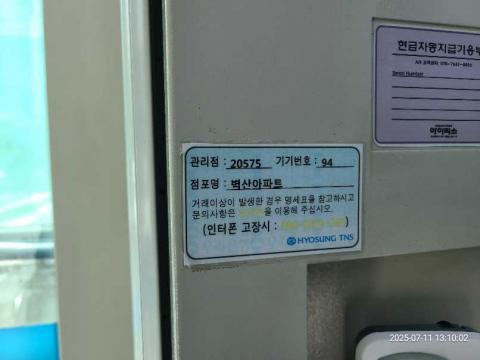 현금자동지급기용
Serial Number
관리점 : 20575 기기번호 : 94
점포명 : 벽산아파트
거래이상이 발생한 경우 명세표를 참고하시고
문의사항은 을 이용해 주십시오.
(인터폰 고장시 : )
HYOSUNG TNS
2025-07-11 13:10:02